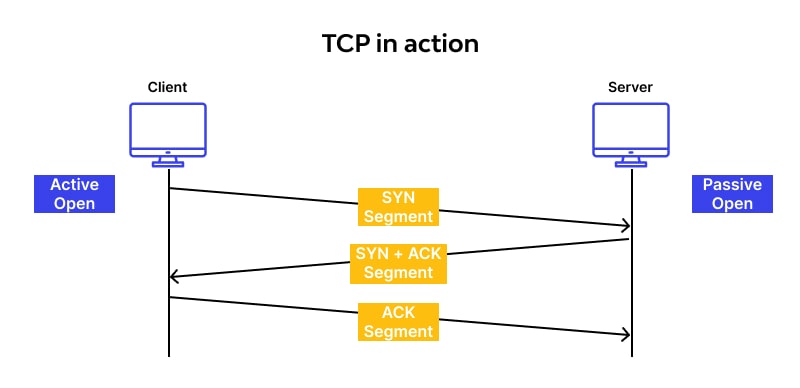 TCP in action
Client
Server
Active
Open
Passive
Open
SYN
Segment
SYN + ACK
Segment
ACK
Segment